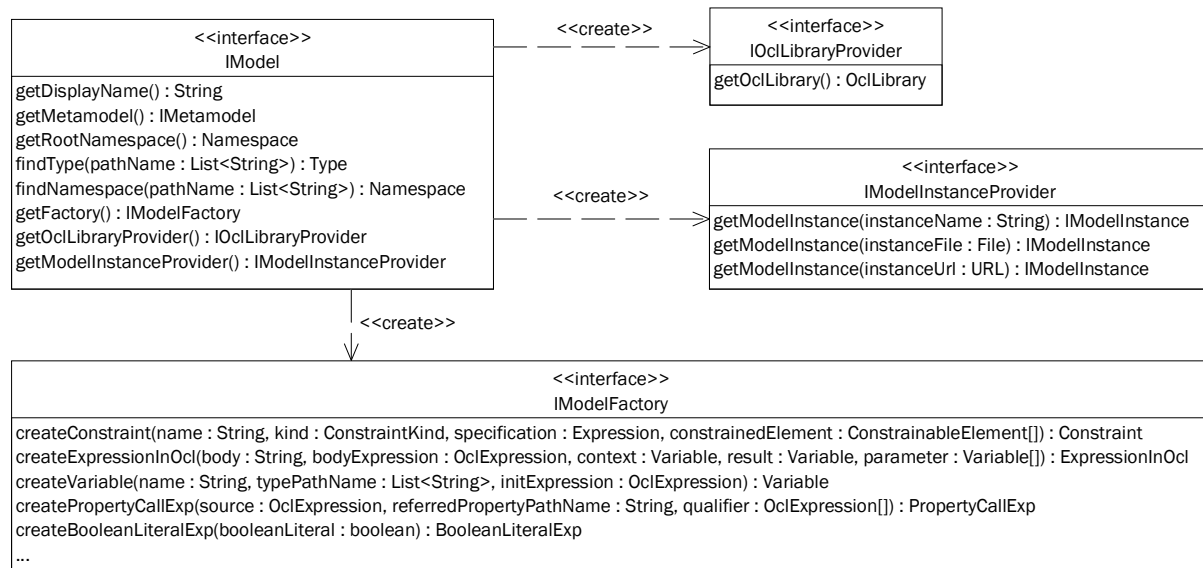 <<interface>>
IModel
getDisplayName() : String
getMetamodel() : IMetamodel
getRootNamespace() : Namespace
findType(pathName : List<String>) : Type
findNamespace(pathName : List<String>) : Namespace
getFactory() : IModelFactory
getOclLibraryProvider() : IOclLibraryProvider
getModelInstanceProvider() : IModelInstanceProvider
<<create>>
<<interface>>
IOclLibraryProvider
getOclLibrary() : OclLibrary
<<create>>
<<interface>>
IModelInstanceProvider
getModelInstance(instanceName : String) : IModelInstance
getModelInstance(instanceFile : File) : IModelInstance
getModelInstance(instanceUrl : URL) : IModelInstance
<<create>>
<<interface>>
IModelFactory
createConstraint(name : String, kind : ConstraintKind, specification : Expression, constrainedElement : ConstrainableElement[]) : Constraint
createExpressionInOcl(body : String, bodyExpression : OclExpression, context : Variable, result : Variable, parameter : Variable[]) : ExpressionInOcl
createVariable(name : String, typePathName : List<String>, initExpression : OclExpression) : Variable
createPropertyCallExp(source : OclExpression, referredPropertyPathName : String, qualifier : OclExpression[]) : PropertyCallExp
createBooleanLiteralExp(booleanLiteral : boolean) : BooleanLiteralExp
...